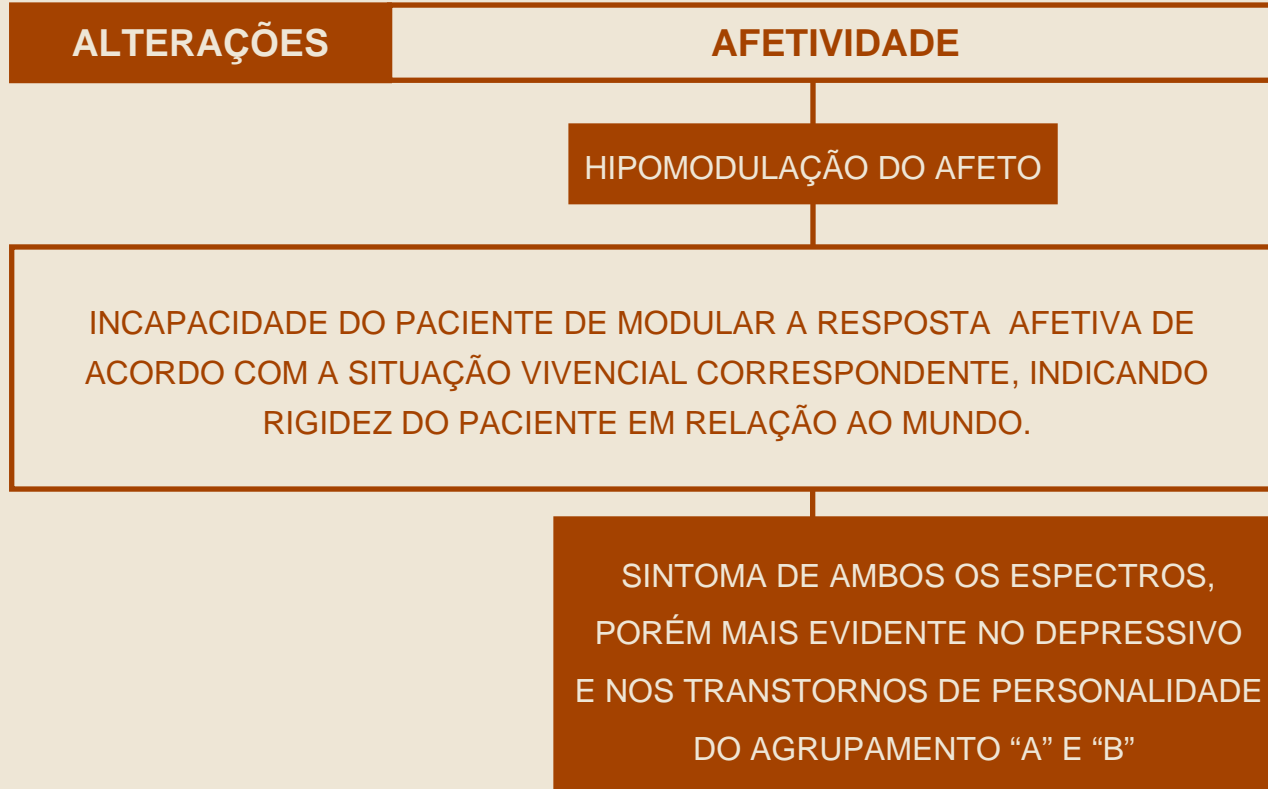 ALTERAÇÕES AFETIVIDADE
HIPOMODULAÇÃO DO AFETO
INCAPACIDADE DO PACIENTE DE MODULAR A RESPOSTA AFETIVA DE
ACORDO COM A SITUAÇÃO VIVENCIAL CORRESPONDENTE, INDICANDO
RIGIDEZ DO PACIENTE EM RELAÇÃO AO MUNDO.
SINTOMA DE AMBOS OS ESPECTROS,
PORÉM MAIS EVIDENTE NO DEPRESSIVO
E NOS TRANSTORNOS DE PERSONALIDADE
DO AGRUPAMENTO “A” E “B”